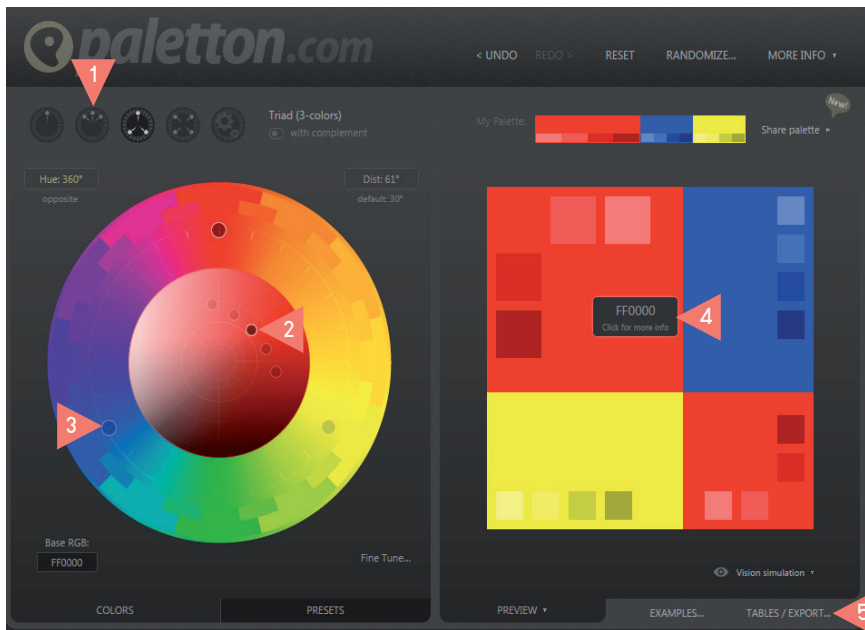 paletton.com
< UNDO REDO > RESET RANDOMIZE... MORE INFO ▾
1
New!
Triad (3-colors)
with complement
My Palette:
Share palette ▸
Hue: 360°
opposite
Dist: 61°
default: 30°
2
FF0000
Click for more info
4
3
Base RGB:
FF0000
Fine Tune...
Vision simulation ▾
COLORS PRESETS PREVIEW ▾ EXAMPLES... TABLES / EXPORT...
5